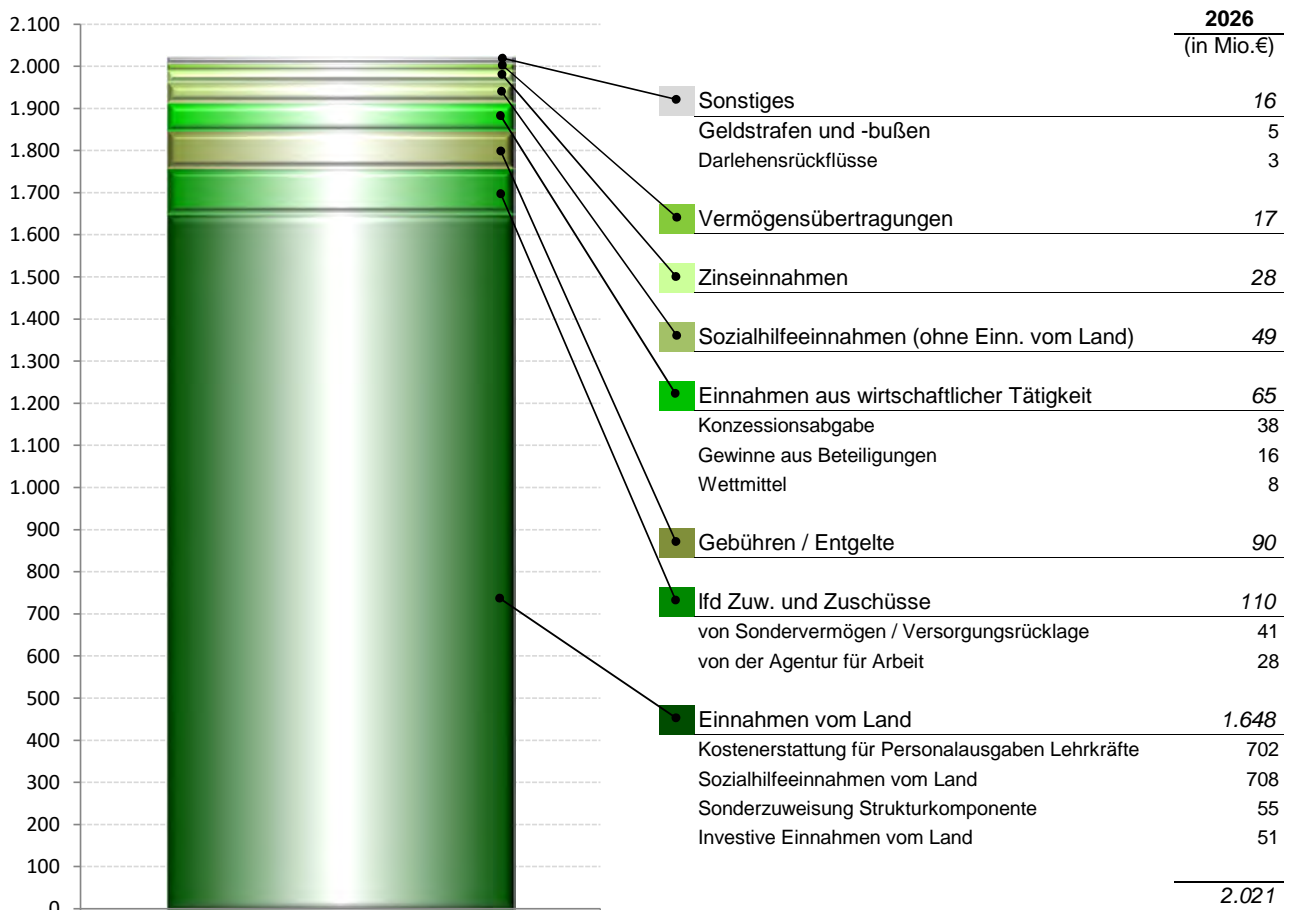 2026
(in Mio.€)
2.100
2.000
1.900
1.800
1.700
1.600
1.500
1.400
1.300
1.200
1.100
1.000
900
800
700
600
500
400
300
200
100
0
Sonstiges 16
Geldstrafen und -bußen 5
Darlehensrückflüsse 3
Vermögensübertragungen 17
Zinseinnahmen 28
Sozialhilfeeinnahmen (ohne Einn. vom Land) 49
Einnahmen aus wirtschaftlicher Tätigkeit 65
Konzessionsabgabe 38
Gewinne aus Beteiligungen 16
Wettmittel 8
Gebühren / Entgelte 90
lfd Zuw. und Zuschüsse 110
von Sondervermögen / Versorgungsrücklage 41
von der Agentur für Arbeit 28
Einnahmen vom Land 1.648
Kostenerstattung für Personalausgaben Lehrkräfte 702
Sozialhilfeeinnahmen vom Land 708
Sonderzuweisung Strukturkomponente 55
Investive Einnahmen vom Land 51
2.021